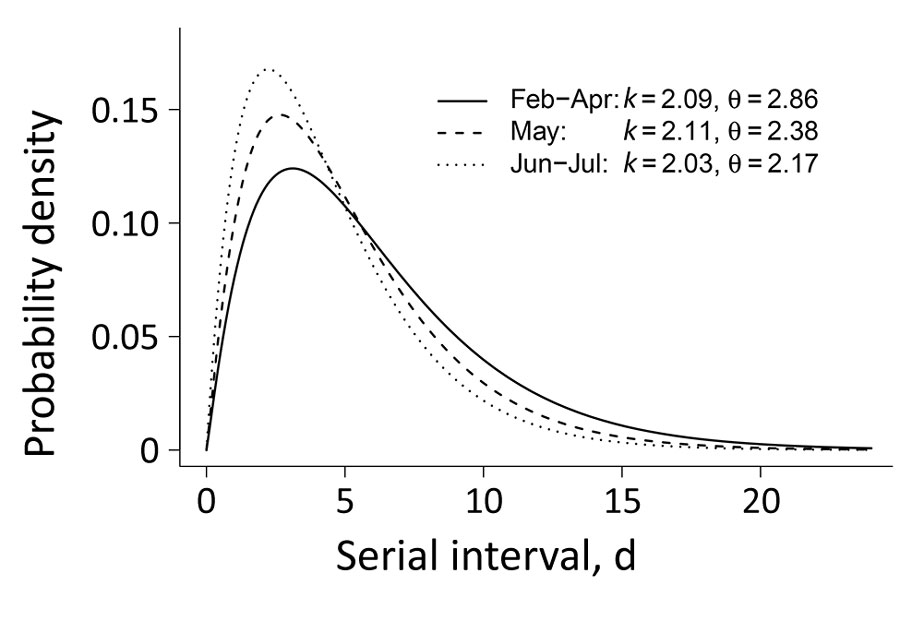 Probability density
0.15
0.10
0.05
0
Feb−Apr: k = 2.09, θ = 2.86
May: k = 2.11, θ = 2.38
Jun−Jul: k = 2.03, θ = 2.17
0 5 10 15 20
Serial interval, d